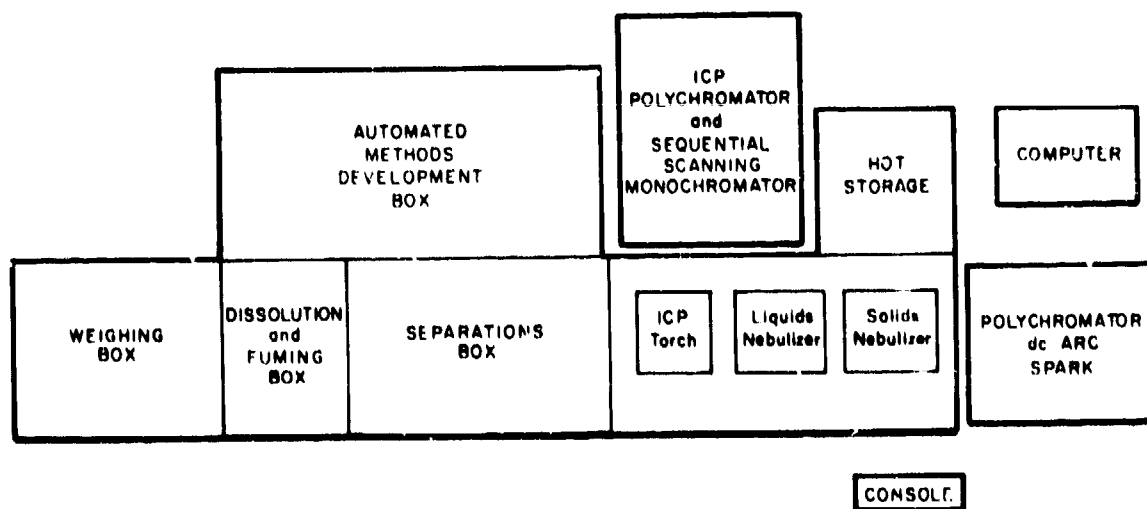 ICP
POLYCHROMATOR
and
SEQUENTIAL
SCANNING
MONOCHROMATOR
AUTOMATED
METHODS
DEVELOPMENT
BOX
HOT
STORAGE
COMPUTER
WEIGHING
BOX
DISSOLUTION
and
FUMING
BOX
SEPARATIONS
BOX
ICP
Torch
Liquids
Nebulizer
Solids
Nebulizer
POLYCHROMATOR
dc ARC
SPARK
CONSOLE